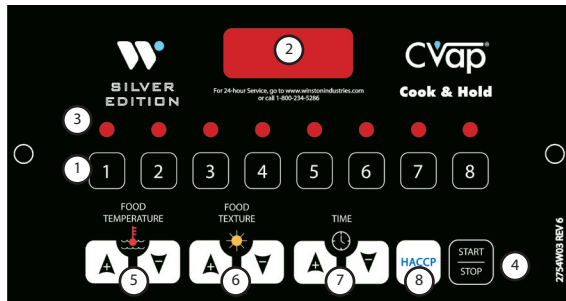 2
SILVER
EDITION
CVap®
Cook & Hold
For 24-hour Service, go to www.winstonindustries.com
or call 1-800-234-5286
3
1
1 2 3 4 5 6 7 8
FOOD
TEMPERATURE
FOOD
TEXTURE
TIME
+ −
+ −
+ −
HACCP
START
STOP
4
5
6
7
8
2754W03 REV 6